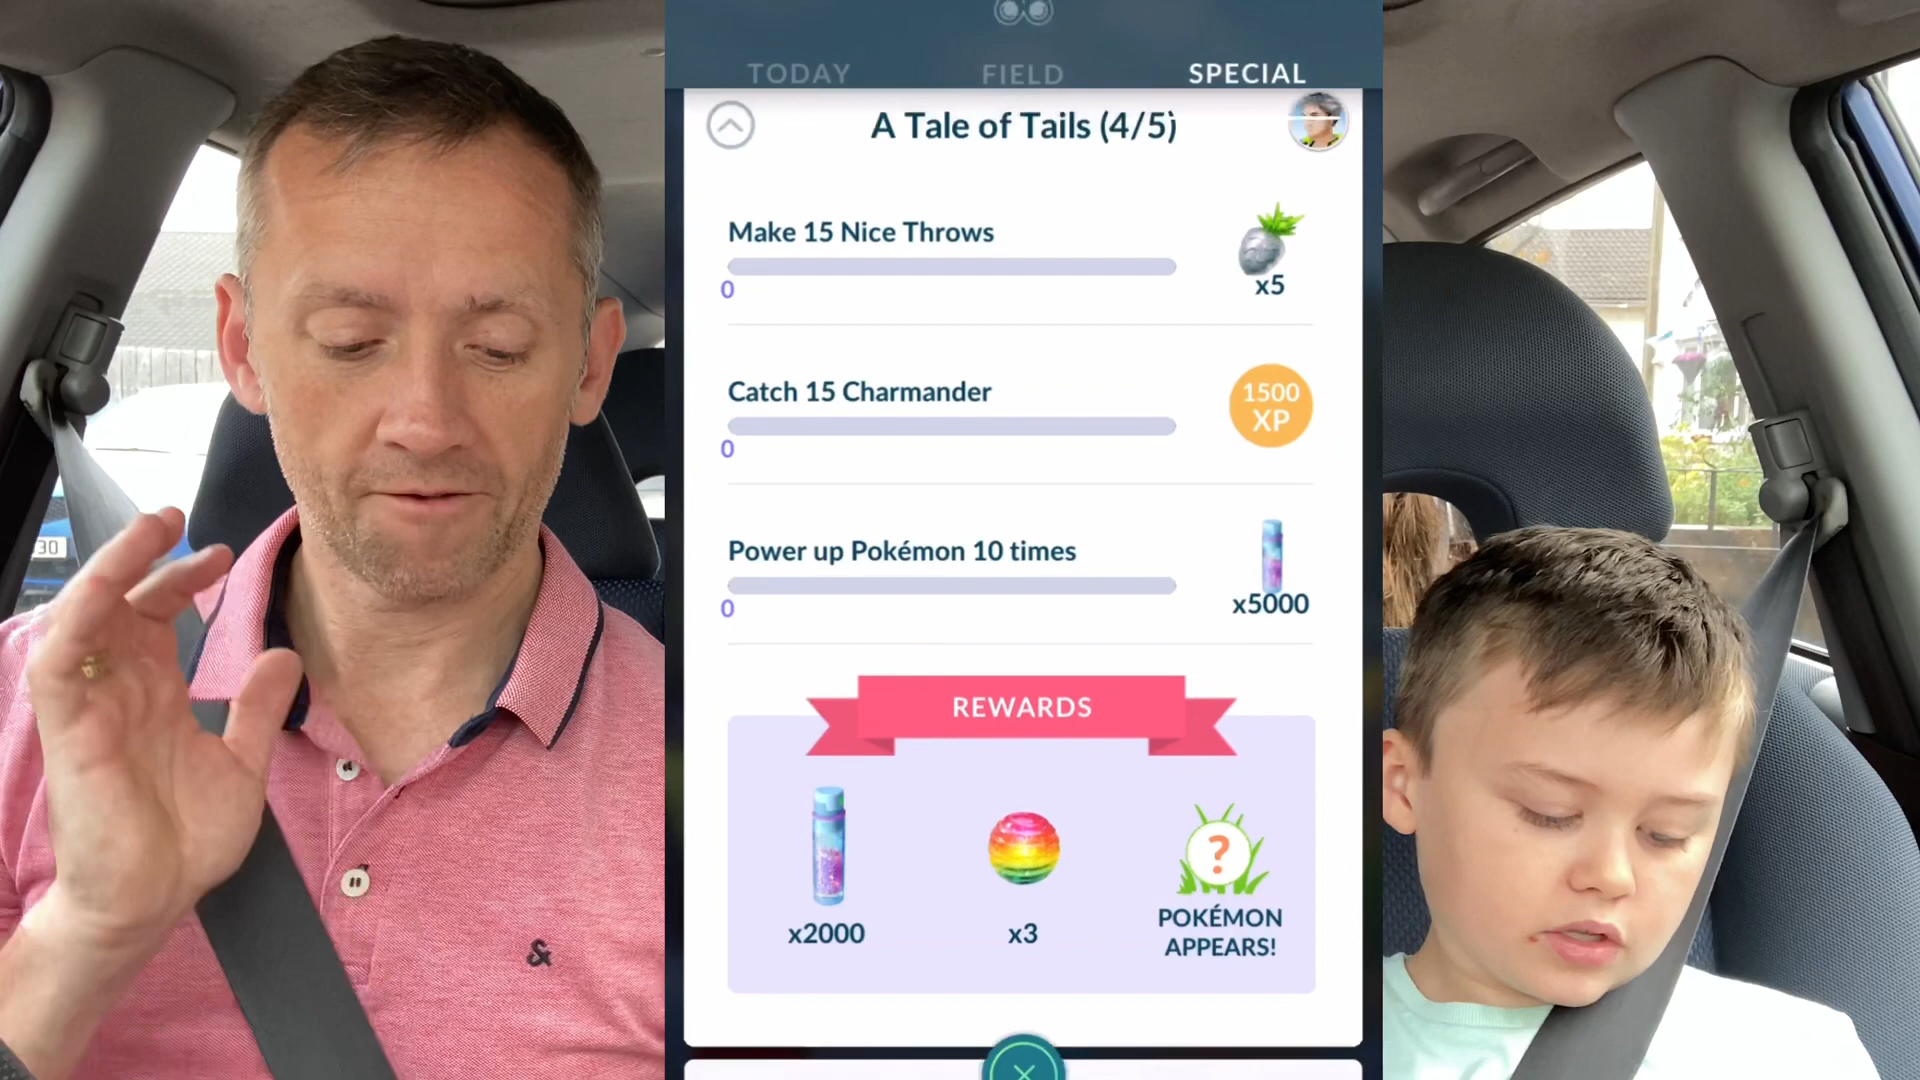 TODAY
FIELD
SPECIAL
A Tale of Tails (4/5)
Make 15 Nice Throws
0
x5
Catch 15 Charmander
0
1500
XP
Power up Pokémon 10 times
0
x5000
REWARDS
x2000
x3
?
POKÉMON
APPEARS!
30
&